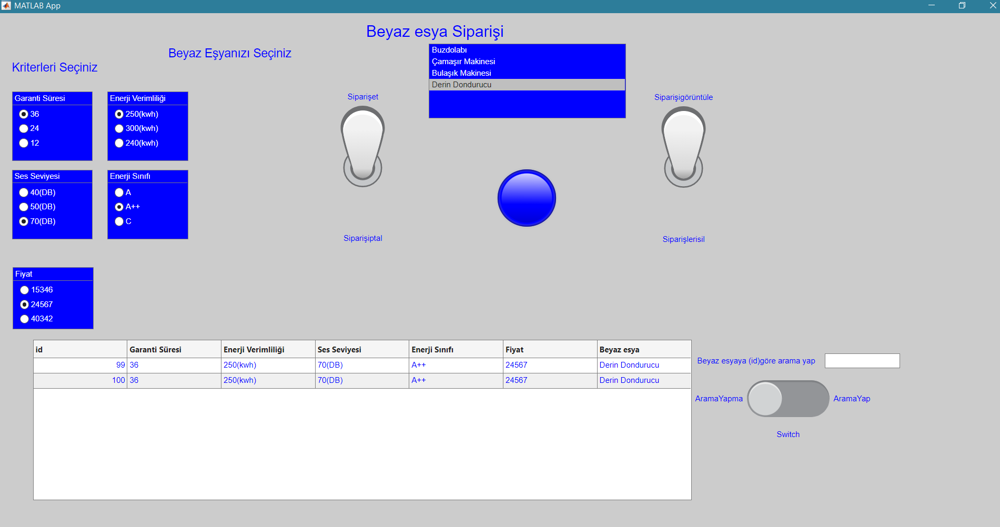 MATLAB App
Beyaz esya Siparişi
Beyaz Eşyanızı Seçiniz
Kriterleri Seçiniz
Buzdolabı
Çamaşır Makinesi
Bulaşık Makinesi
Derin Dondurucu
Garanti Süresi
36
24
12
Enerji Verimliliği
250(kwh)
300(kwh)
240(kwh)
Ses Seviyesi
40(DB)
50(DB)
70(DB)
Enerji Sınıfı
A
A++
C
Siparişet
Siparişiptal
Siparişigörüntüle
Siparişlerisil
Fiyat
15346
24567
40342
id Garanti Süresi Enerji Verimliliği Ses Seviyesi Enerji Sınıfı Fiyat Beyaz esya
99 36 250(kwh) 70(DB) A++ 24567 Derin Dondurucu
100 36 250(kwh) 70(DB) A++ 24567 Derin Dondurucu
Beyaz esyaya (id)göre arama yap
AramaYapma AramaYap
Switch